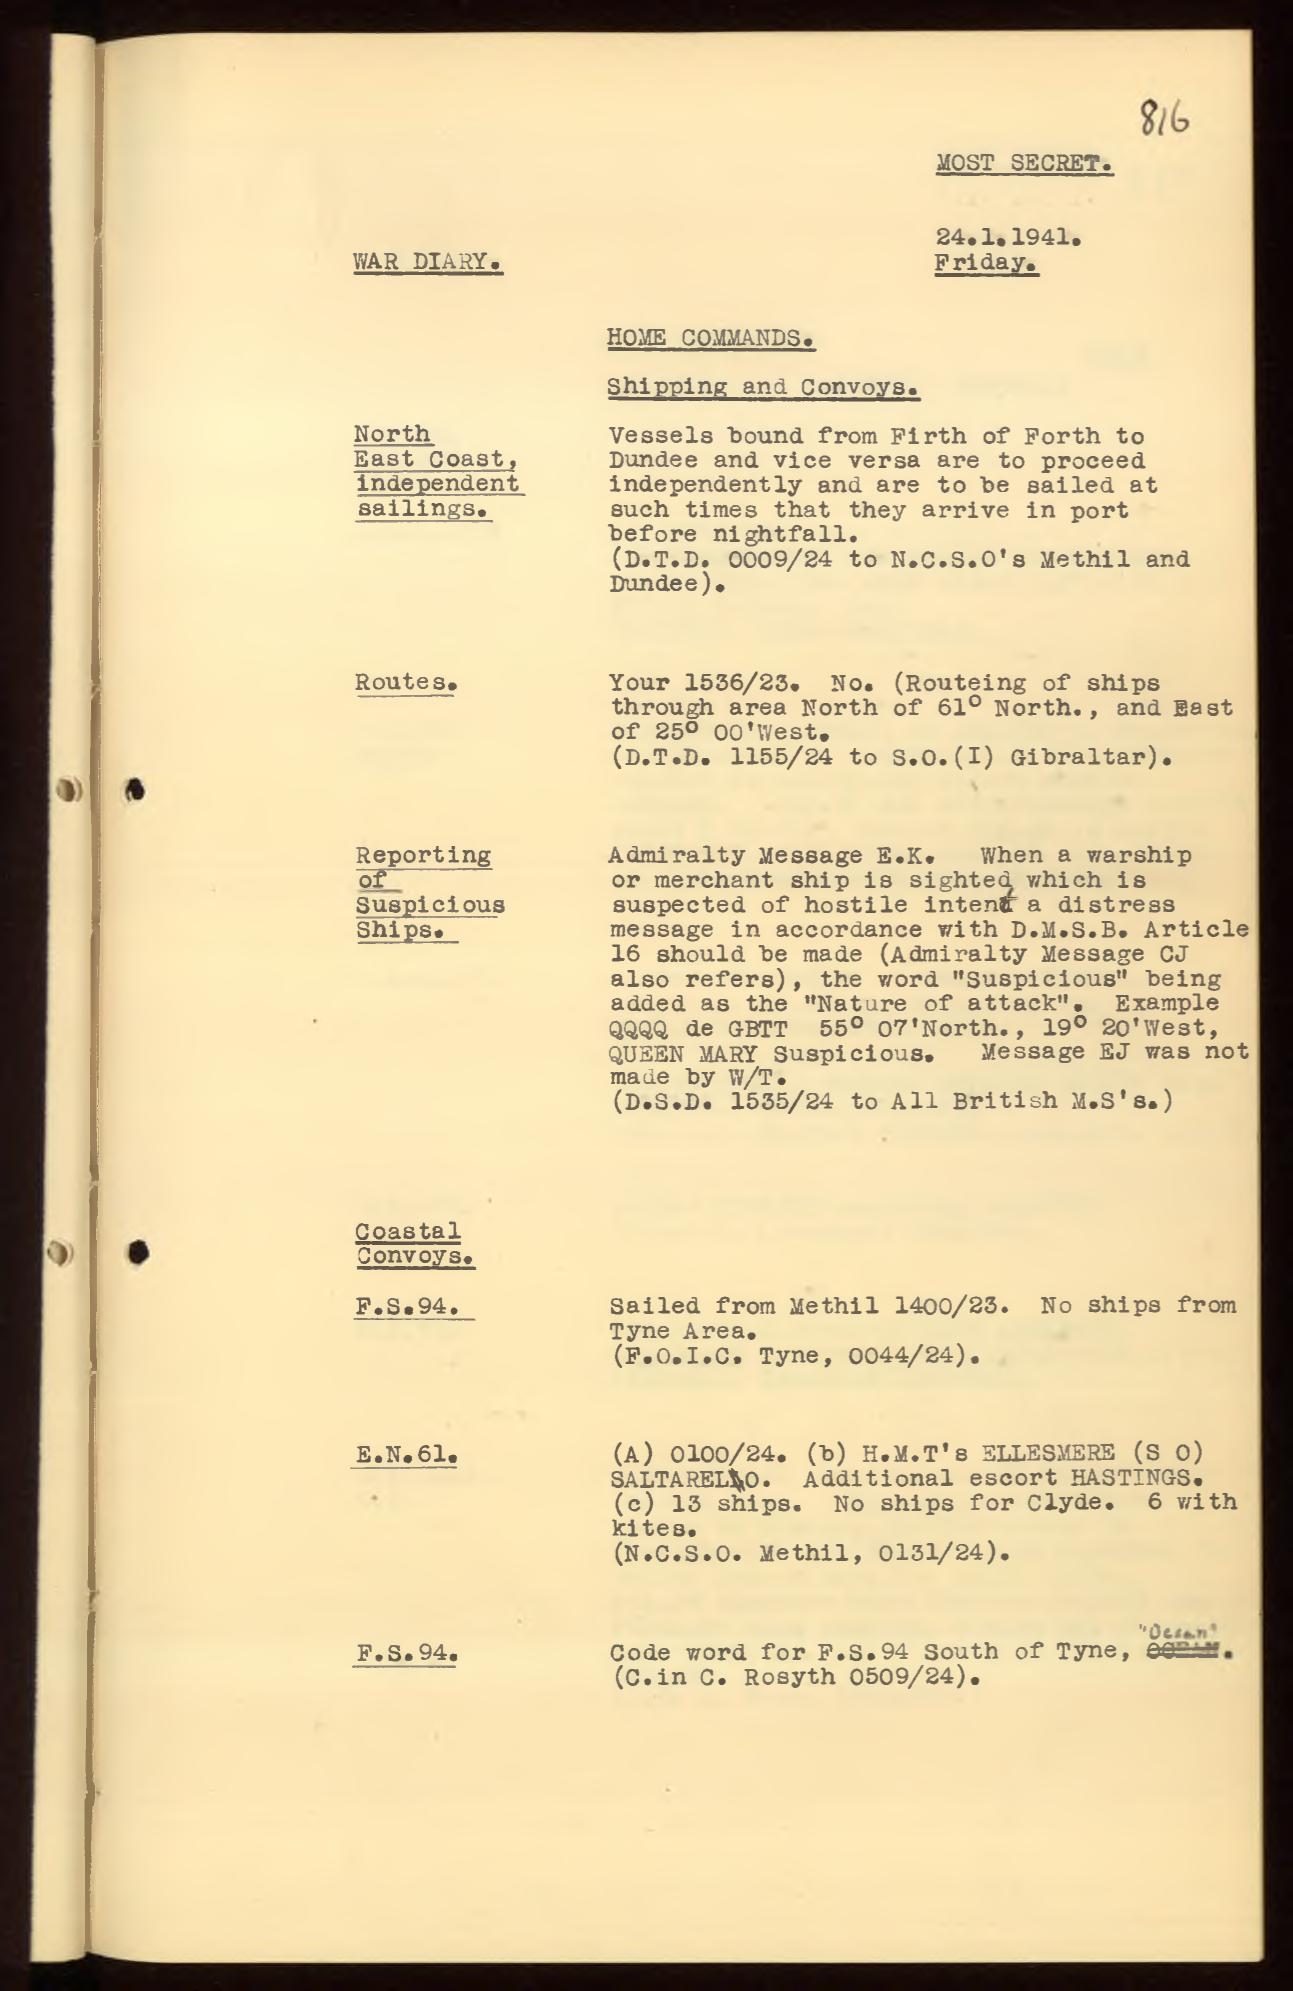 816
MOST SECRET.
24.1.1941.
WAR DIARY.
Friday.
HOME COMMANDS.
Shipping and Convoys.
North
East Coast,
independent
sailings.
Vessels bound from Firth of Forth to
Dundee and vice versa are to proceed
independently and are to be sailed at
such times that they arrive in port
before nightfall.
(D.T.D. 0009/24 to N.C.S.O's Methil and
Dundee).
Routes.
Your 1536/23. No. (Routeing of ships
through area North of 61° North., and East
of 25° 00'West.
(D.T.D. 1155/24 to S.O.(I) Gibraltar).
Reporting
of
Suspicious
Ships.
Admiralty Message E.K. When a warship
or merchant ship is sighted, which is
suspected of hostile intent a distress
message in accordance with D.M.S.B. Article
16 should be made (Admiralty Message CJ
also refers), the word "Suspicious" being
added as the "Nature of attack". Example
QQQQ de GBTT 55° 07'North., 19° 20'West,
QUEEN MARY Suspicious. Message EJ was not
made by W/T.
(D.S.D. 1535/24 to All British M.S's.)
Coastal
Convoys.
F.S.94.
Sailed from Methil 1400/23. No ships from
Tyne Area.
(F.O.I.C. Tyne, 0044/24).
E.N.61.
(A) 0100/24. (b) H.M.T's ELLESMERE (S O)
SALTARELO. Additional escort HASTINGS.
(c) 13 ships. No ships for Clyde. 6 with
kites.
(N.C.S.O. Methil, 0131/24).
F.S.94.
"Ocean"
Code word for F.S.94 South of Tyne, .
(C.in C. Rosyth 0509/24).